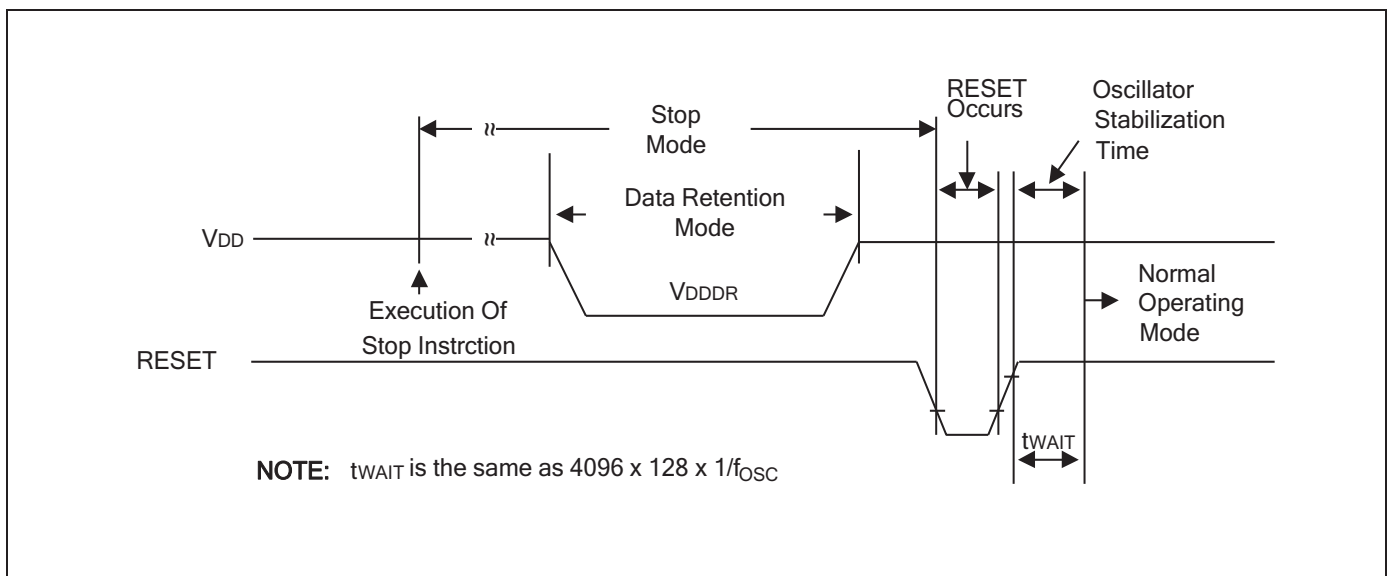 RESET
Occurs
Oscillator
Stabilization
Time
Stop
Mode
≈
Data Retention
Mode
VDD
≈
VDDDR
Normal
Operating
Mode
Execution Of
Stop Instrction
RESET
tWAIT
NOTE: tWAIT is the same as 4096 x 128 x 1/fOSC